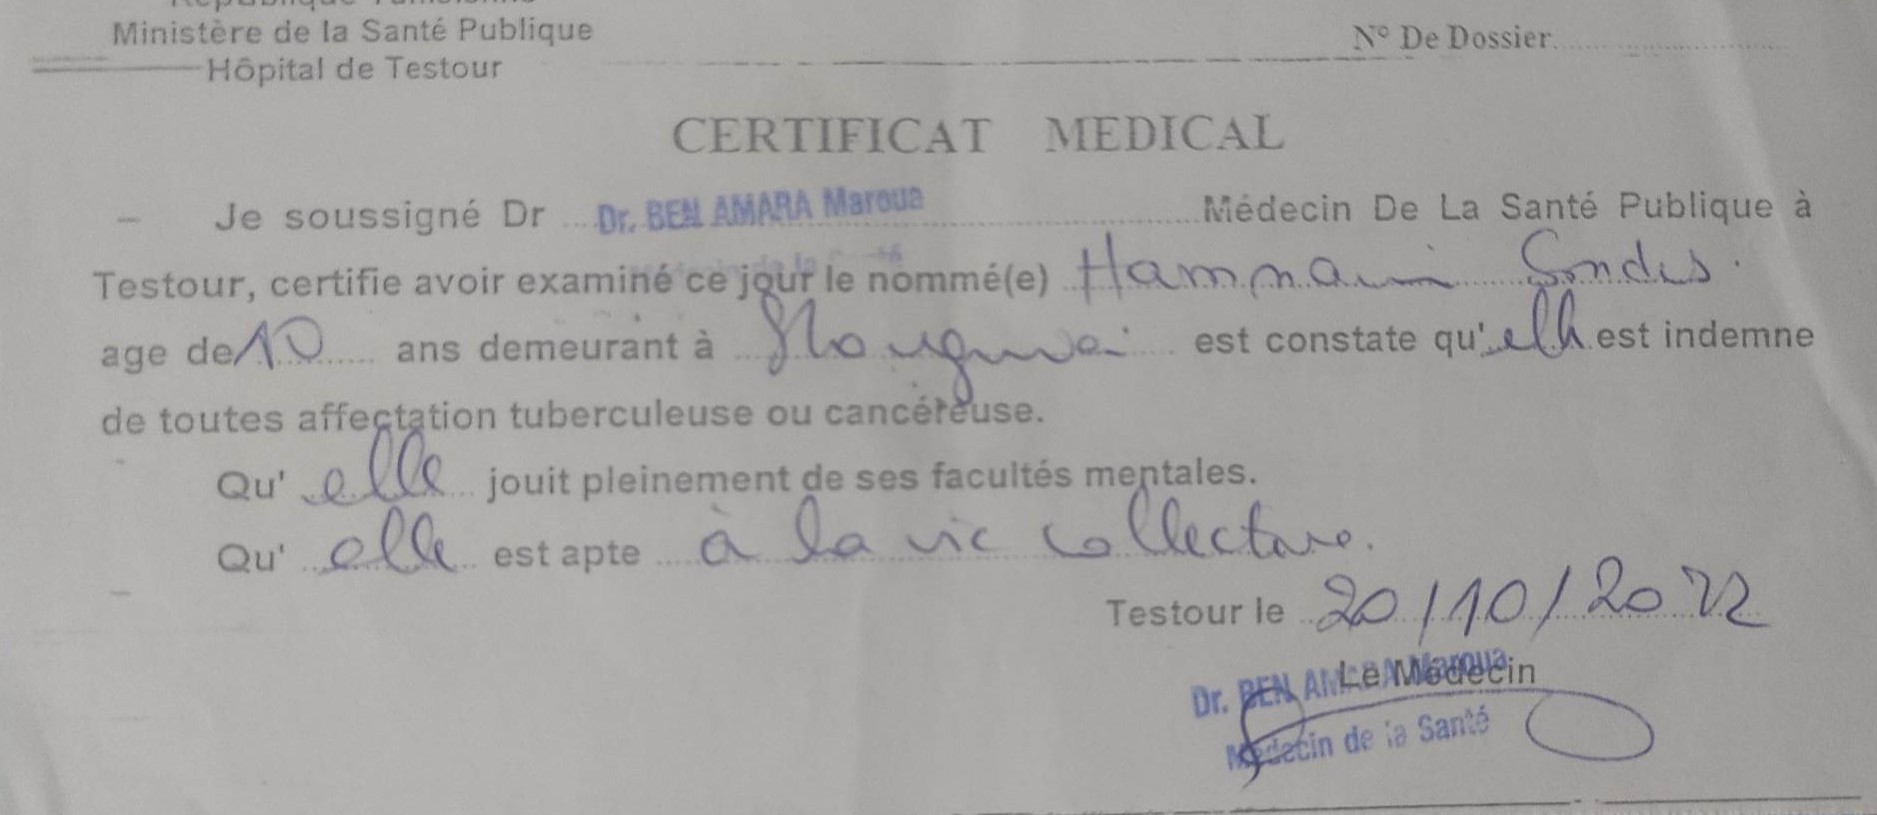 République Tunisienne
Ministère de la Santé Publique
Hôpital de Testour
N° De Dossier
CERTIFICAT MEDICAL
Je soussigné Dr Dr. BEN AMARA Maroua Médecin De La Santé Publique à
Testour, certifie avoir examiné ce jour le nommé(e) Hammami Sondes
age de 10 ans demeurant à est constate qu'elle est indemne
de toutes affectation tuberculeuse ou cancéreuse.
Qu' elle jouit pleinement de ses facultés mentales.
Qu' elle est apte à la vie collective.
Testour le 20/10/2022
Le Médecin
Dr. BEN AMARA Maroua
Médecin de la Santé